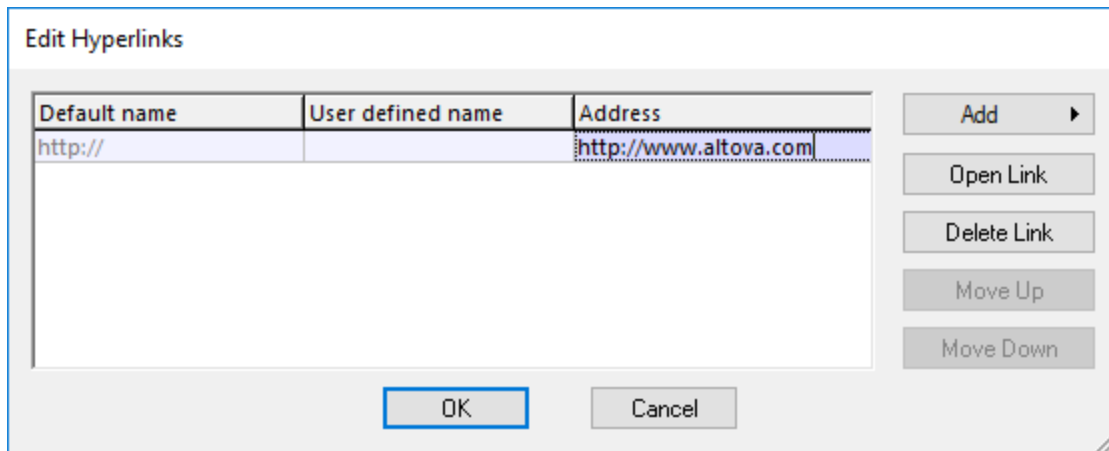 Edit Hyperlinks
Default name User defined name Address
http:// http://www.altova.com
Add
Open Link
Delete Link
Move Up
Move Down
OK Cancel